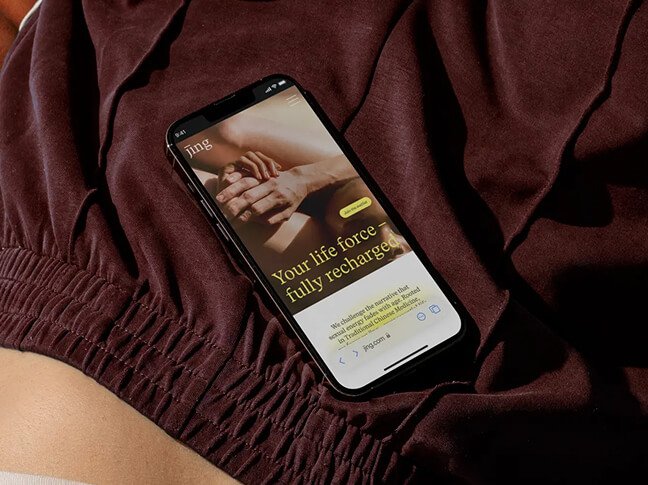 9:41
jing
Join the waitlist
Your life force –
fully recharged
We challenge the narrative that
sexual energy fades with age. Rooted
in Traditional Chinese Medicine,
jing.com